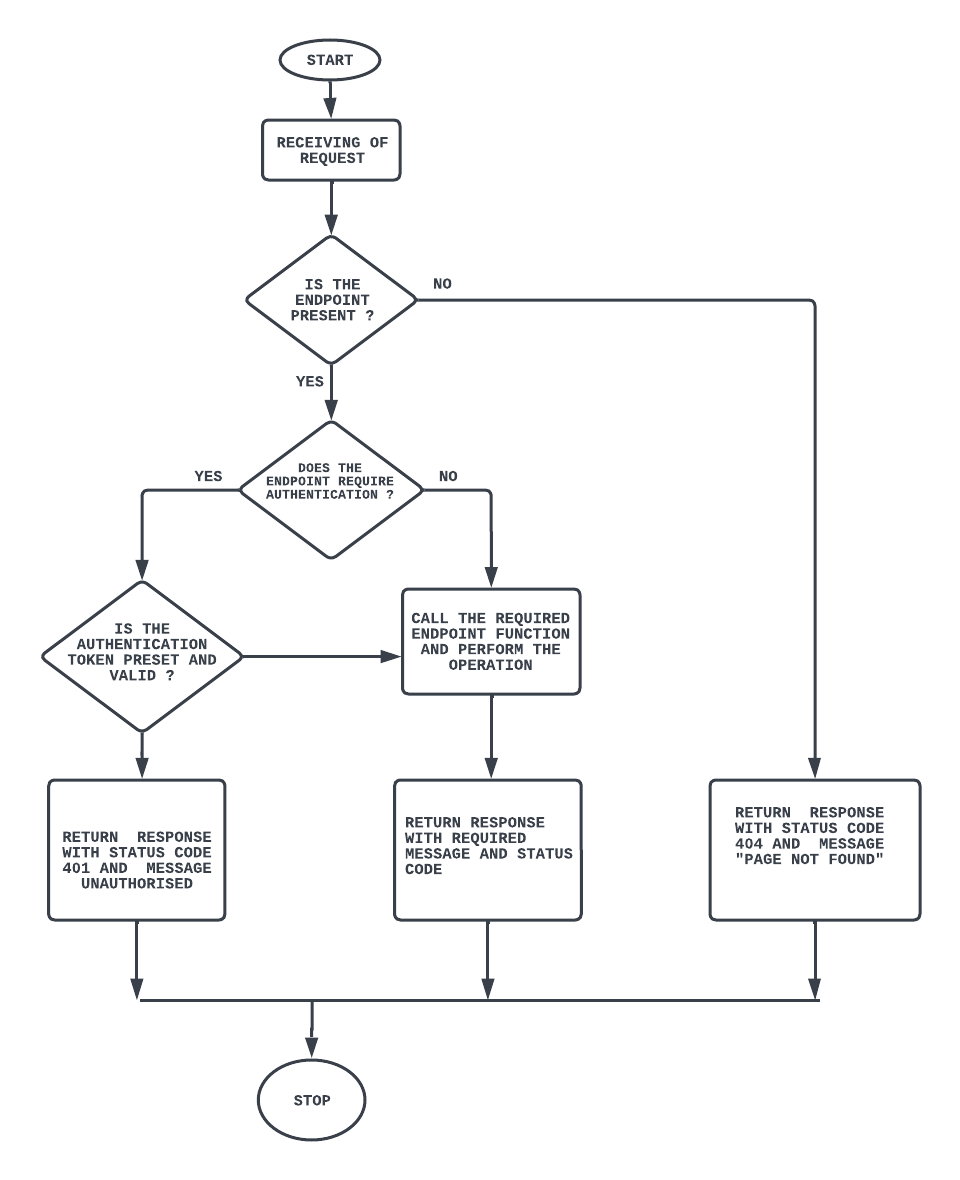 START
RECEIVING OF
REQUEST
IS THE
ENDPOINT
PRESENT ?
NO
YES
DOES THE
ENDPOINT REQUIRE
AUTHENTICATION ?
YES
NO
IS THE
AUTHENTICATION
TOKEN PRESET AND
VALID ?
CALL THE REQUIRED
ENDPOINT FUNCTION
AND PERFORM THE
OPERATION
RETURN  RESPONSE
WITH STATUS CODE
401 AND  MESSAGE
UNAUTHORISED
RETURN RESPONSE
WITH REQUIRED
MESSAGE AND STATUS
CODE
RETURN  RESPONSE
WITH STATUS CODE
404 AND  MESSAGE
"PAGE NOT FOUND"
STOP